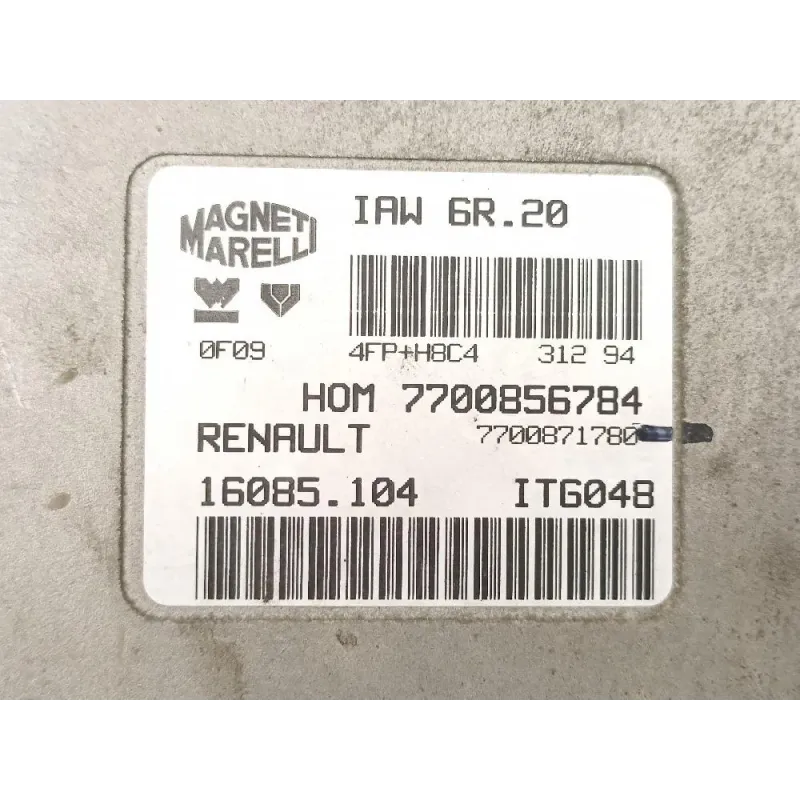 MAGNETI
MARELLI
IAW 6R.20
0F09 4FP+H8C4 312 94
HOM 7700856784
RENAULT 7700871780
16085.104 ITG048